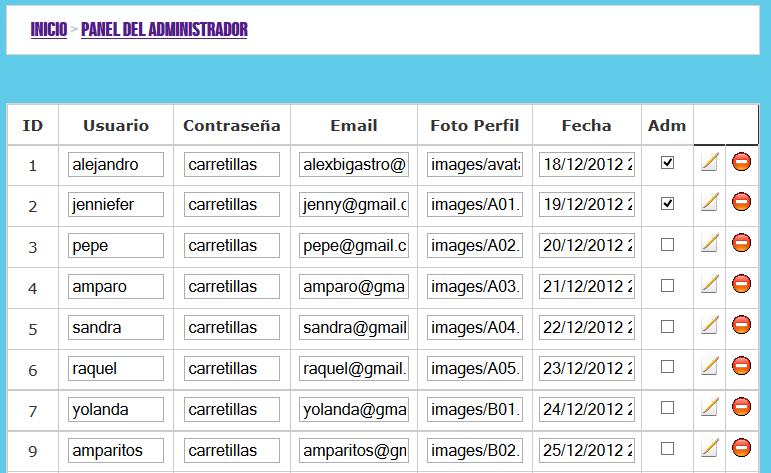 INICIO > PANEL DEL ADMINISTRADOR
ID Usuario Contraseña Email Foto Perfil Fecha Adm
1 alejandro carretillas alexbigastro@ images/avata 18/12/2012 2
2 jenniefer carretillas jenny@gmail.c images/A01. 19/12/2012 2
3 pepe carretillas pepe@gmail.c images/A02. 20/12/2012 2
4 amparo carretillas amparo@gma images/A03. 21/12/2012 2
5 sandra carretillas sandra@gmail images/A04. 22/12/2012 2
6 raquel carretillas raquel@gmail. images/A05. 23/12/2012 2
7 yolanda carretillas yolanda@gma images/B01. 24/12/2012 2
9 amparitos carretillas amparitos@gm images/B02. 25/12/2012 2